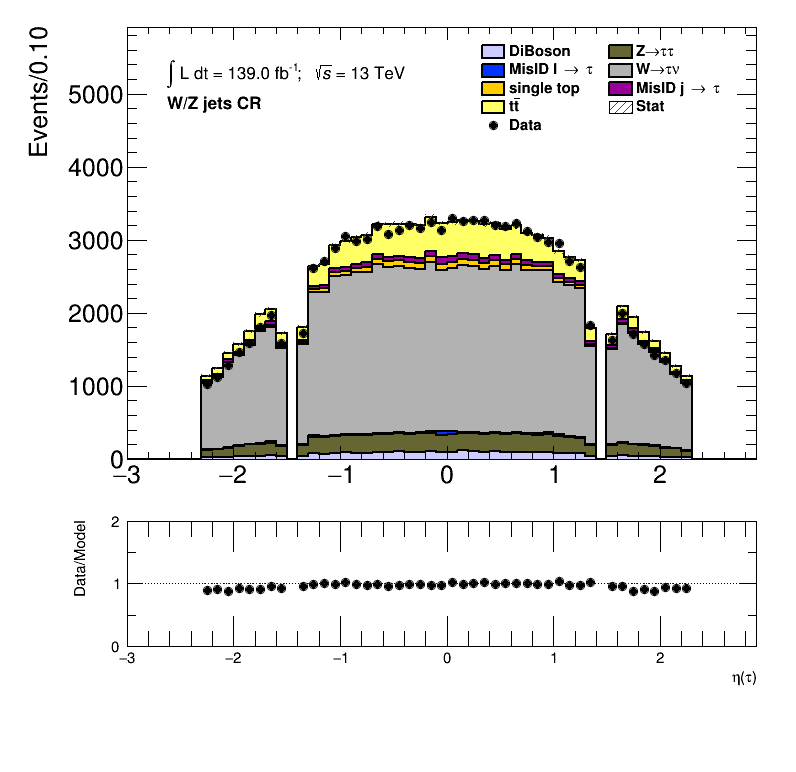 Events/0.10
∫ L dt = 139.0 fb⁻¹; √s = 13 TeV
W/Z jets CR
DiBoson
Z→ττ
MisID l → τ
W→τν
single top
MisID j → τ
tt̄
Stat
Data
5000
4000
3000
2000
1000
0
−3 −2 −1 0 1 2
Data/Model
2
1
0
−3 −2 −1 0 1 2
η(τ)